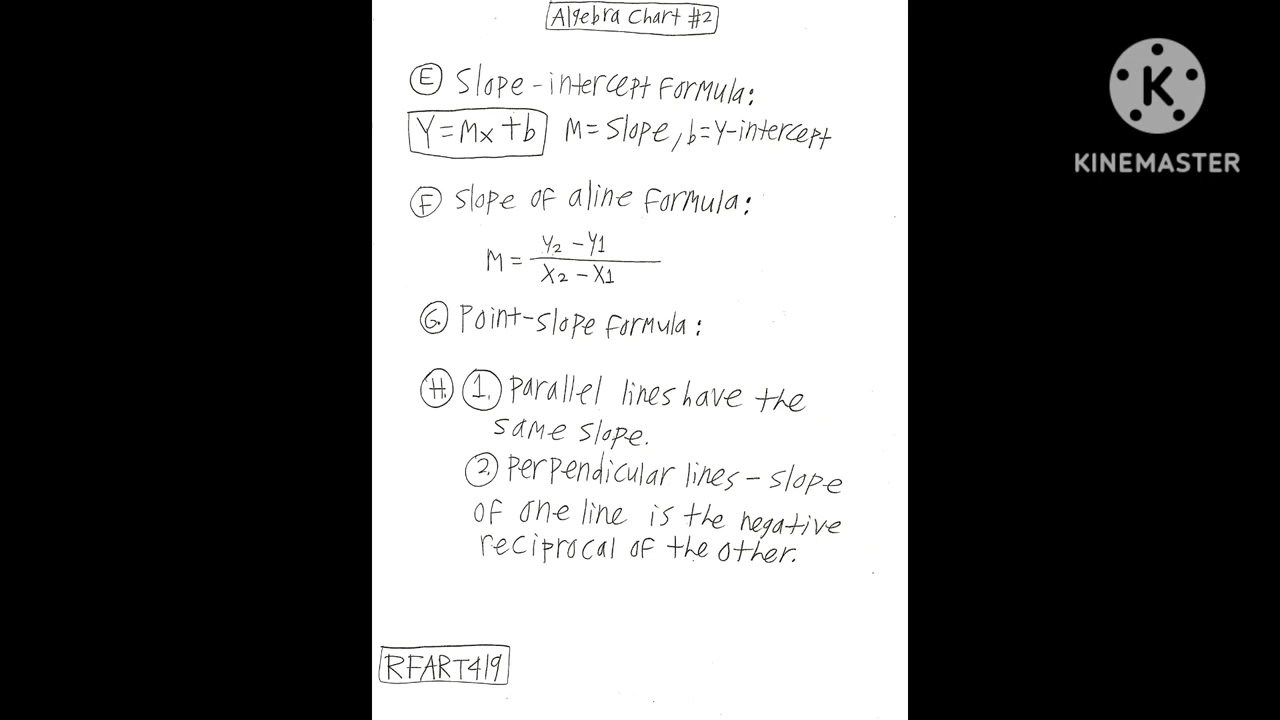 Algebra Chart #2
E Slope-intercept Formula:
Y=Mx+b M=Slope, b=Y-intercept
F Slope of a line Formula:
M = Y2 - Y1
X2 - X1
G. Point-slope Formula:
H. 1. Parallel lines have the
same slope.
2. Perpendicular lines - slope
of one line is the negative
reciprocal of the other.
RFART419
K
KINEMASTER